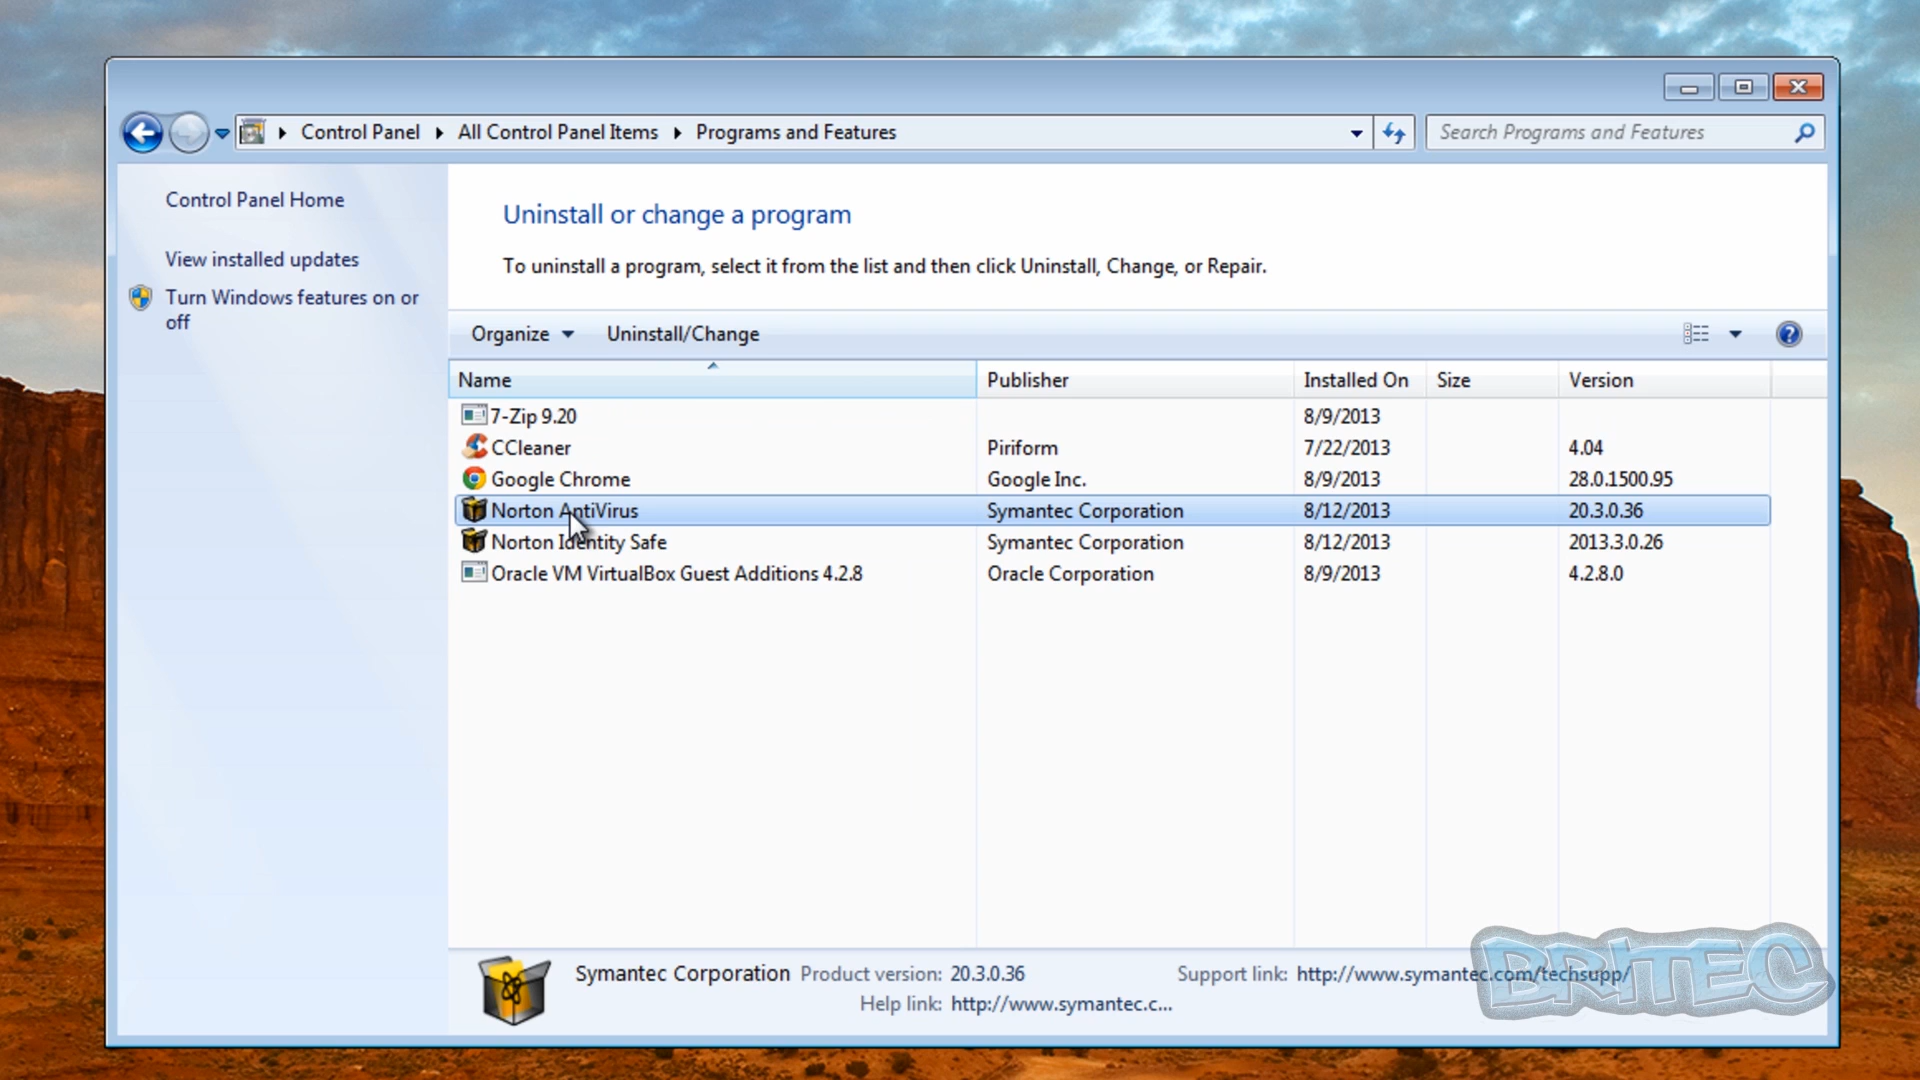 Control Panel ▸ All Control Panel Items ▸ Programs and Features
Search Programs and Features
Control Panel Home
View installed updates
Turn Windows features on or
off
Uninstall or change a program
To uninstall a program, select it from the list and then click Uninstall, Change, or Repair.
Organize Uninstall/Change
Name Publisher Installed On Size Version
7-Zip 9.20 8/9/2013
CCleaner Piriform 7/22/2013 4.04
Google Chrome Google Inc. 8/9/2013 28.0.1500.95
Norton AntiVirus Symantec Corporation 8/12/2013 20.3.0.36
Norton Identity Safe Symantec Corporation 8/12/2013 2013.3.0.26
Oracle VM VirtualBox Guest Additions 4.2.8 Oracle Corporation 8/9/2013 4.2.8.0
Symantec Corporation Product version: 20.3.0.36 Support link: http://www.symantec.com/techsupp/
Help link: http://www.symantec.c...
BRITEC